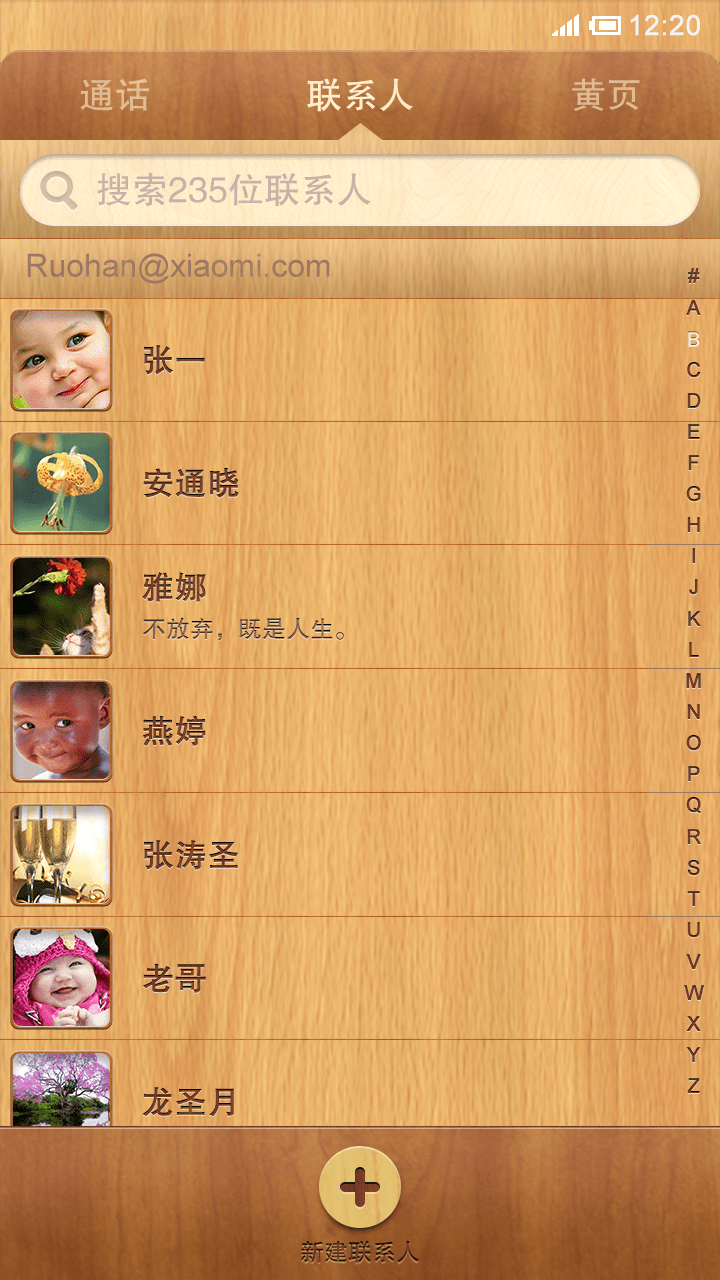 12:20
通话 联系人 黄页
搜索235位联系人
Ruohan@xiaomi.com
#
张一
A
B
C
D
安通晓
E
F
G
H
雅娜
不放弃，既是人生。
I
J
K
L
燕婷
M
N
O
P
张涛圣
Q
R
S
T
老哥
U
V
W
X
龙圣月
Y
Z
新建联系人